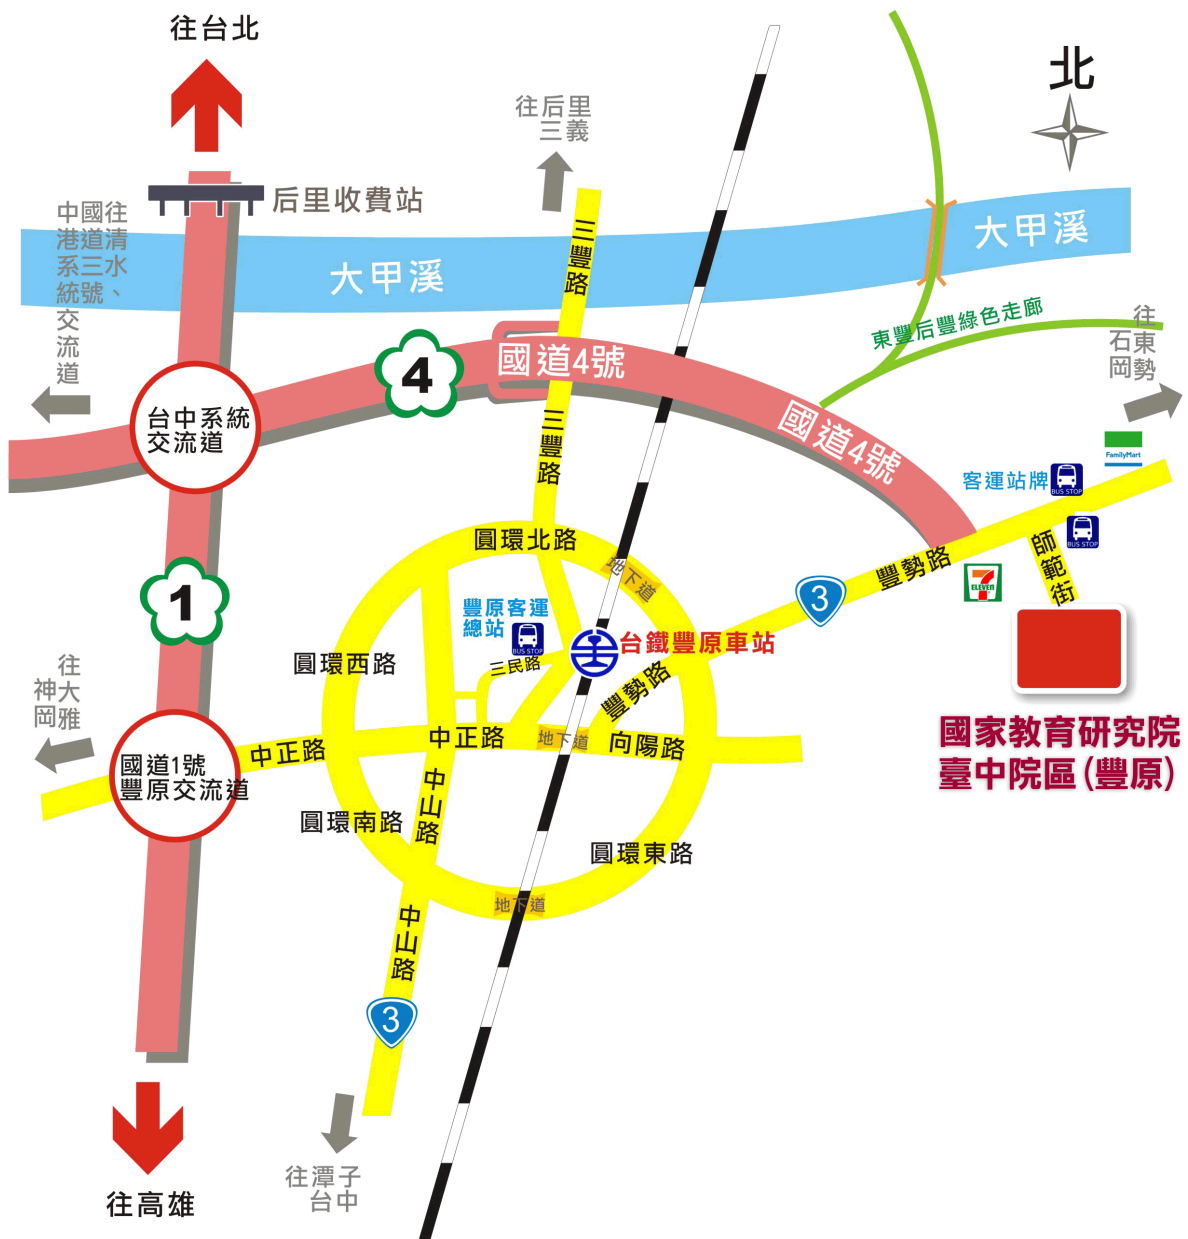 往台北
北
往后里
三義
后里收費站
往清水
國道三號、
中港系統交流道
三豐路
大甲溪
大甲溪
東豐后豐綠色走廊
往東勢
石岡
國道4號
4
台中系統
交流道
三豐路
國道4號
FamilyMart
客運站牌
BUS STOP
BUS STOP
圓環北路
地下道
豐勢路
師範街
7
ELEVEN
3
1
豐原客運
總站
BUS STOP
台鐵豐原車站
三民路
圓環西路
豐勢路
往大雅
神岡
中正路
中正路
地下道
向陽路
國家教育研究院
臺中院區(豐原)
國道1號
豐原交流道
中山路
圓環南路
圓環東路
地下道
中山路
3
往潭子
台中
往高雄